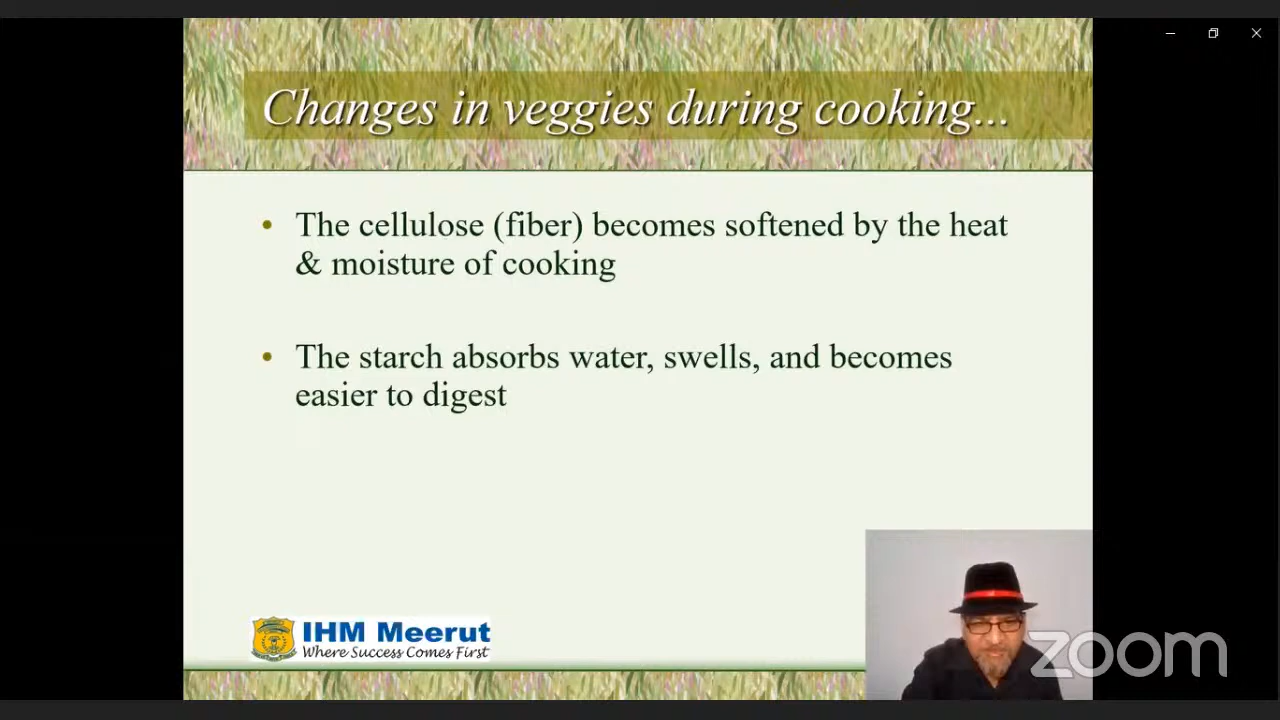 Changes in veggies during cooking...
• The cellulose (fiber) becomes softened by the heat
& moisture of cooking
• The starch absorbs water, swells, and becomes
easier to digest
IHM Meerut
Where Success Comes First
zoom